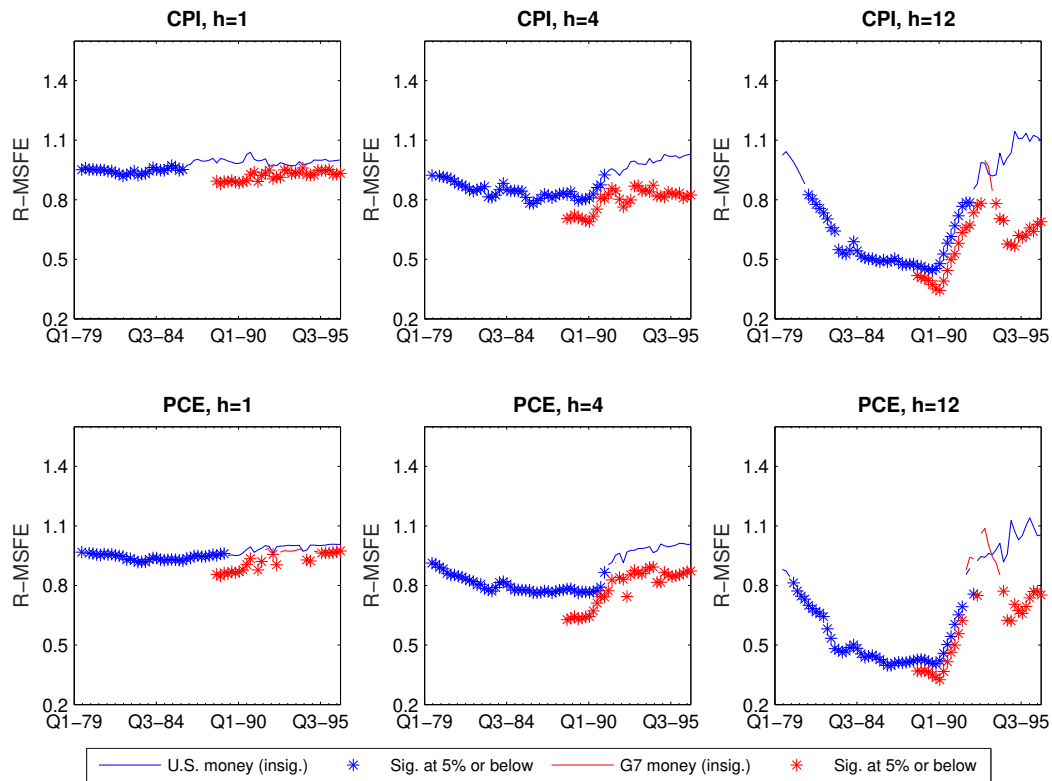 CPI, h=1
CPI, h=4
CPI, h=12
R−MSFE
1.4
1.1
0.8
0.5
0.2
Q1−79 Q3−84 Q1−90 Q3−95
R−MSFE
1.4
1.1
0.8
0.5
0.2
Q1−79 Q3−84 Q1−90 Q3−95
R−MSFE
1.4
1.1
0.8
0.5
0.2
Q1−79 Q3−84 Q1−90 Q3−95
PCE, h=1
PCE, h=4
PCE, h=12
R−MSFE
1.4
1.1
0.8
0.5
0.2
Q1−79 Q3−84 Q1−90 Q3−95
R−MSFE
1.4
1.1
0.8
0.5
0.2
Q1−79 Q3−84 Q1−90 Q3−95
R−MSFE
1.4
1.1
0.8
0.5
0.2
Q1−79 Q3−84 Q1−90 Q3−95
U.S. money (insig.) Sig. at 5% or below G7 money (insig.) Sig. at 5% or below